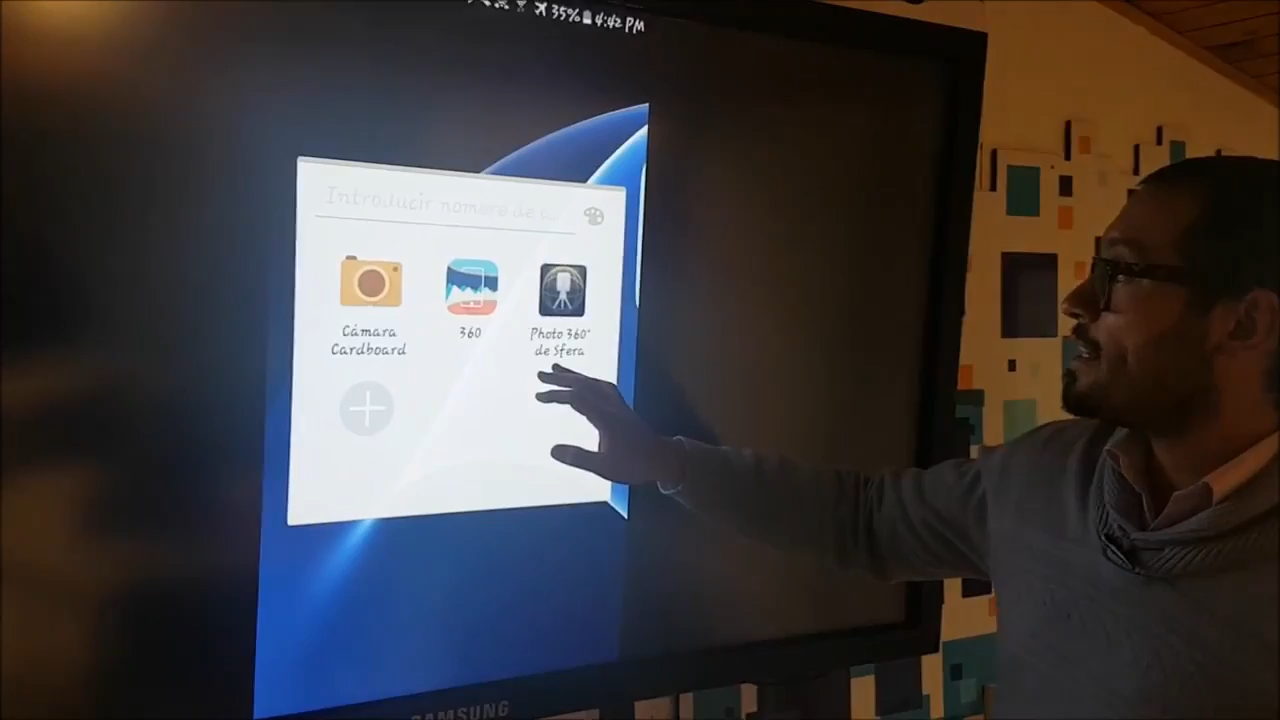 35% 4:42 PM
Introducir nombre de c...
Cámara
Cardboard
360
Photo 360°
de Sfera
SAMSUNG